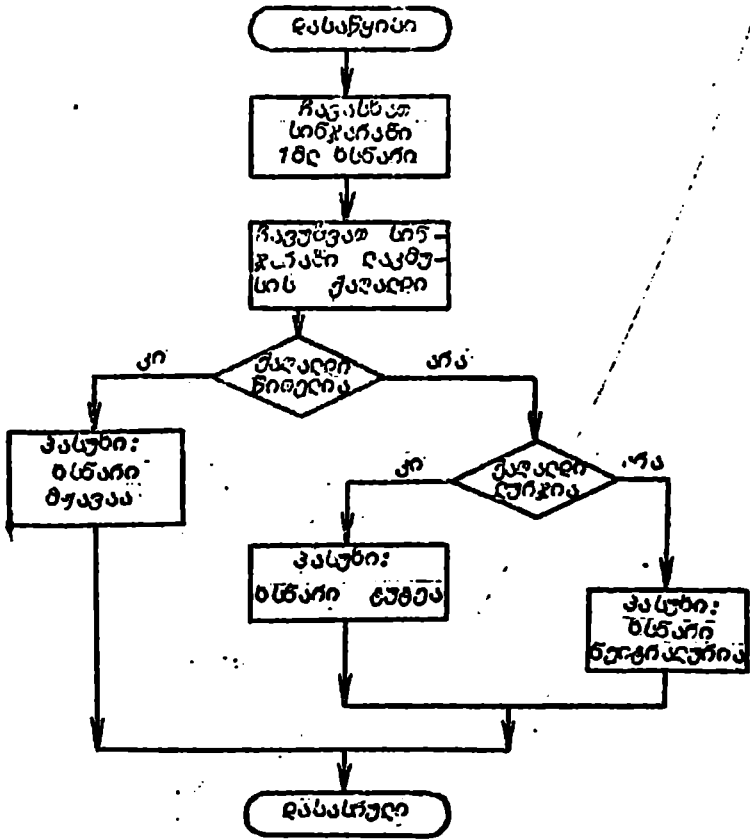 დასაწყისი
ჩავასხათ
სინჯარაში
1მლ ხსნარი
ჩავუშვათ სინ-
ჯარაში ლაკმუ-
სის ქაღალდი
კი
ქაღალდი
წითელია
არა
პასუხი:
ხსნარი
მჟავაა
კი
ქაღალდი
ლურჯია
არა
პასუხი:
ხსნარი ტუტეა
პასუხი:
ხსნარი
ნეიტრალურია
დასასრული